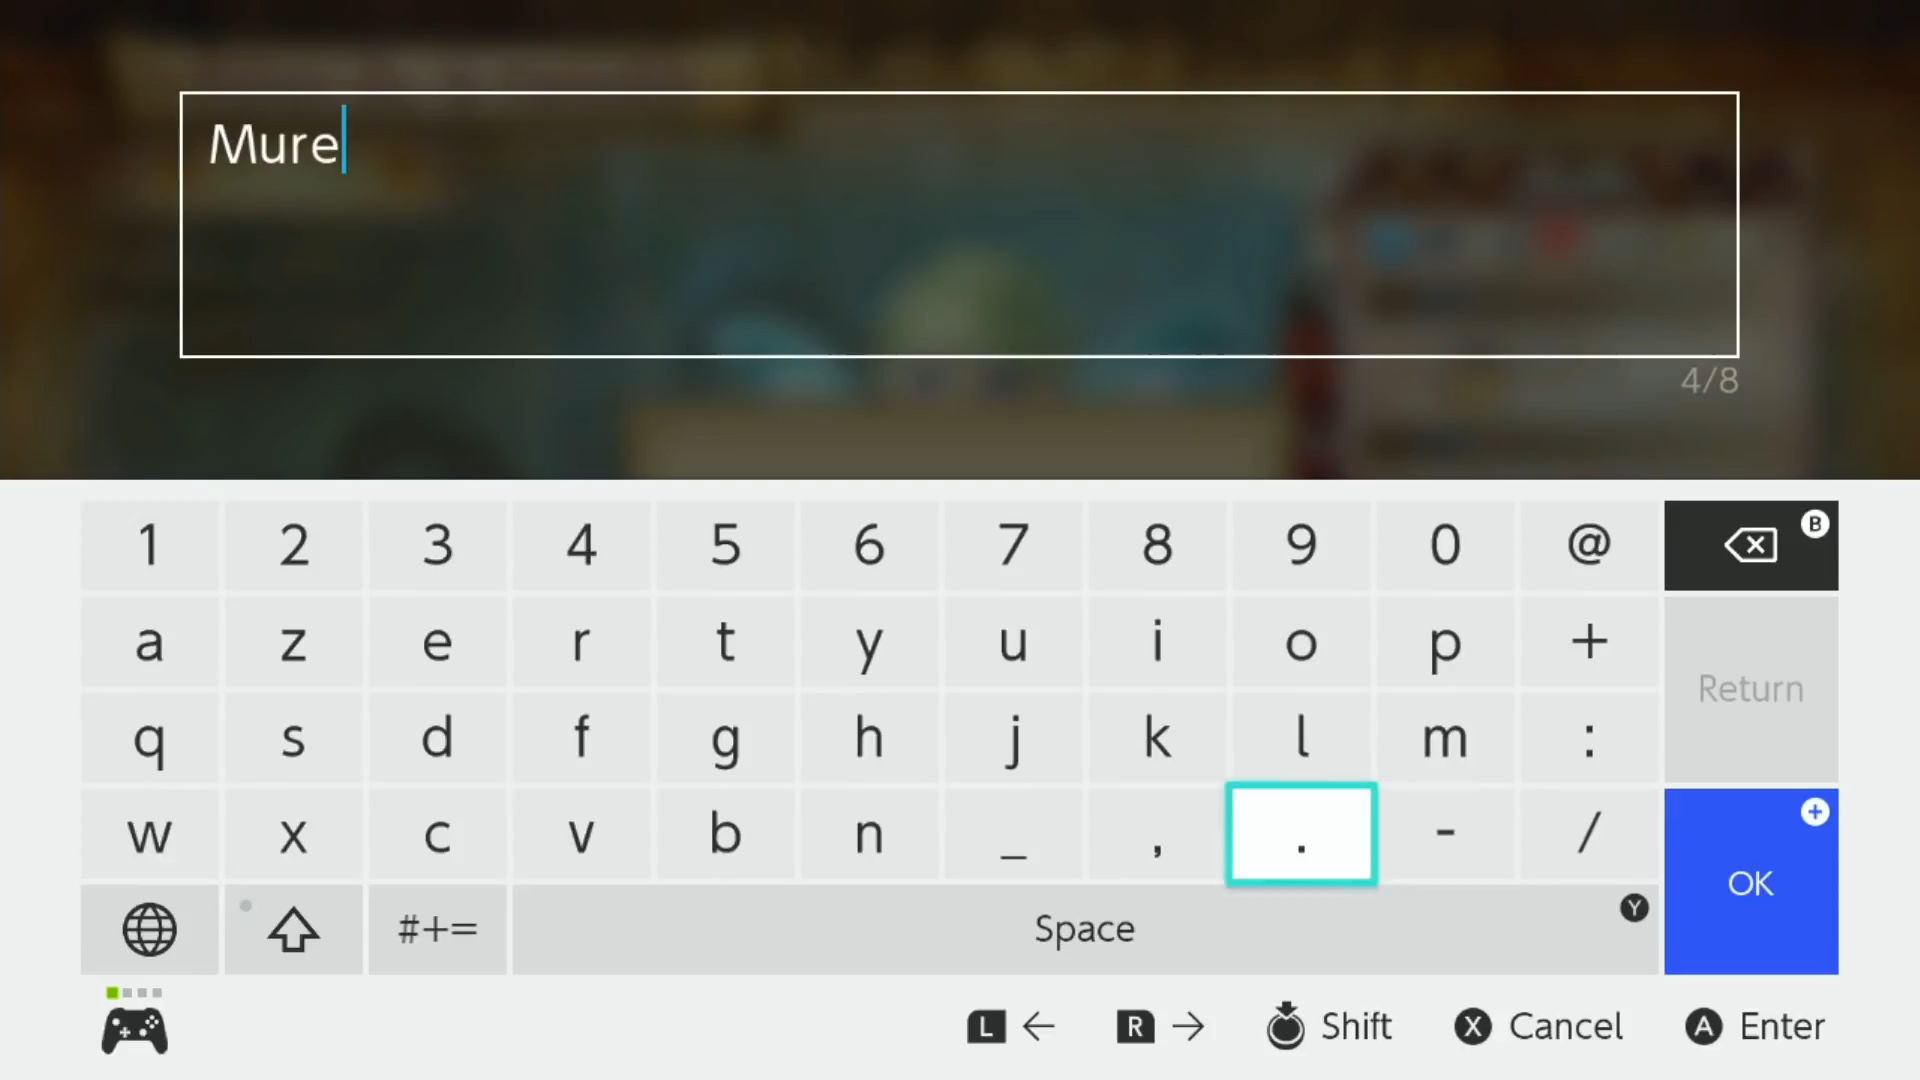 Mure
4/8
1 2 3 4 5 6 7 8 9 0 @ B
a z e r t y u i o p +
Return
q s d f g h j k l m :
w x c v b n _ , . - / +
OK
#+= Space Y
L ← R → Shift X Cancel A Enter